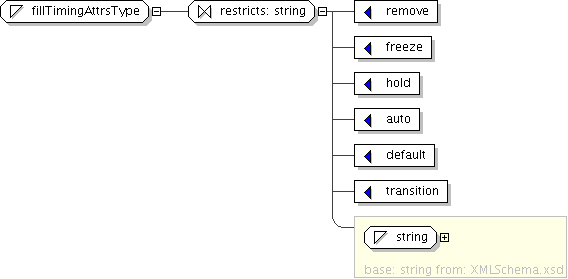 fillTimingAttrsType
restricts: string
remove
freeze
hold
auto
default
transition
string
base: string from: XMLSchema.xsd